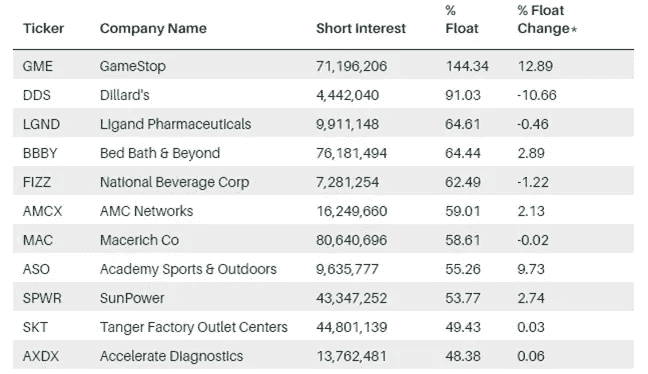 % % Float
Ticker Company Name Short Interest Float Change*
GME GameStop 71,196,206 144.34 12.89
DDS Dillard's 4,442,040 91.03 -10.66
LGND Ligand Pharmaceuticals 9,911,148 64.61 -0.46
BBBY Bed Bath & Beyond 76,181,494 64.44 2.89
FIZZ National Beverage Corp 7,281,254 62.49 -1.22
AMCX AMC Networks 16,249,660 59.01 2.13
MAC Macerich Co 80,640,696 58.61 -0.02
ASO Academy Sports & Outdoors 9,635,777 55.26 9.73
SPWR SunPower 43,347,252 53.77 2.74
SKT Tanger Factory Outlet Centers 44,801,139 49.43 0.03
AXDX Accelerate Diagnostics 13,762,481 48.38 0.06